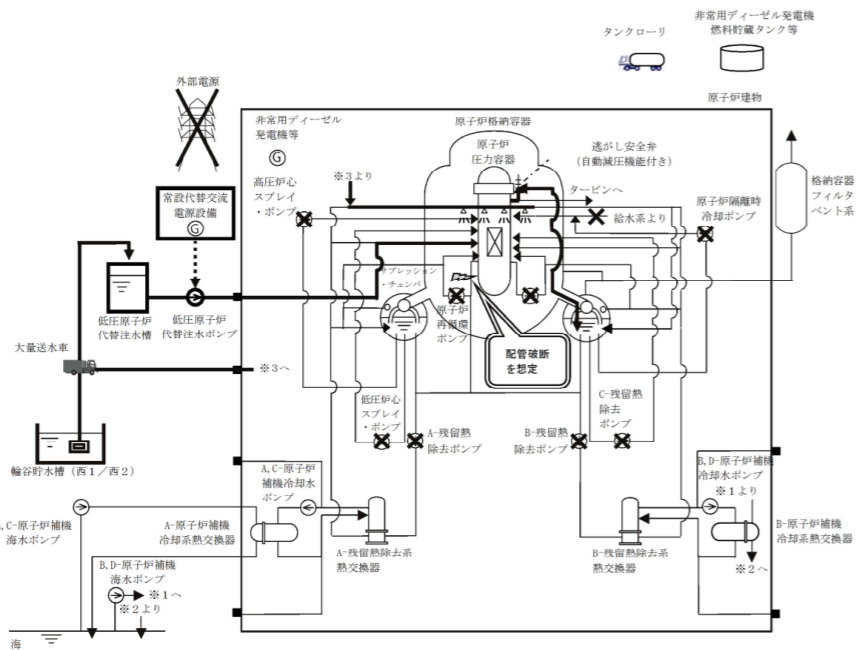 タンクローリ
非常用ディーゼル発電機
燃料貯蔵タンク等
外部電源
原子炉建物
非常用ディーゼル
発電機等
G
原子炉格納容器
原子炉
圧力容器
逃がし安全弁
(自動減圧機能付き)
※3より
タービンへ
給水系より
高圧炉心
スプレイ
・ポンプ
原子炉隔離時
冷却ポンプ
格納容器
フィルタ
ベント系
常設代替交流
電源設備
G
サプレッション
・チェンバ
低圧原子炉
代替注水槽
低圧原子炉
代替注水ポンプ
原子炉
再循環
ポンプ
配管破断
を想定
大量送水車
※3へ
低圧炉心
スプレイ
・ポンプ
A-残留熱
除去ポンプ
B-残留熱
除去ポンプ
C-残留熱
除去
ポンプ
輪谷貯水槽(西1/西2)
A,C-原子炉
補機冷却水
ポンプ
B,D-原子炉補機
冷却水ポンプ
※1より
,C-原子炉補機
海水ポンプ
A-原子炉補機
冷却系熱交換器
A-残留熱除去系
熱交換器
B-残留熱除去系
熱交換器
B-原子炉補機
冷却系熱交換器
※2へ
B,D-原子炉補機
海水ポンプ
※1へ
※2より
海